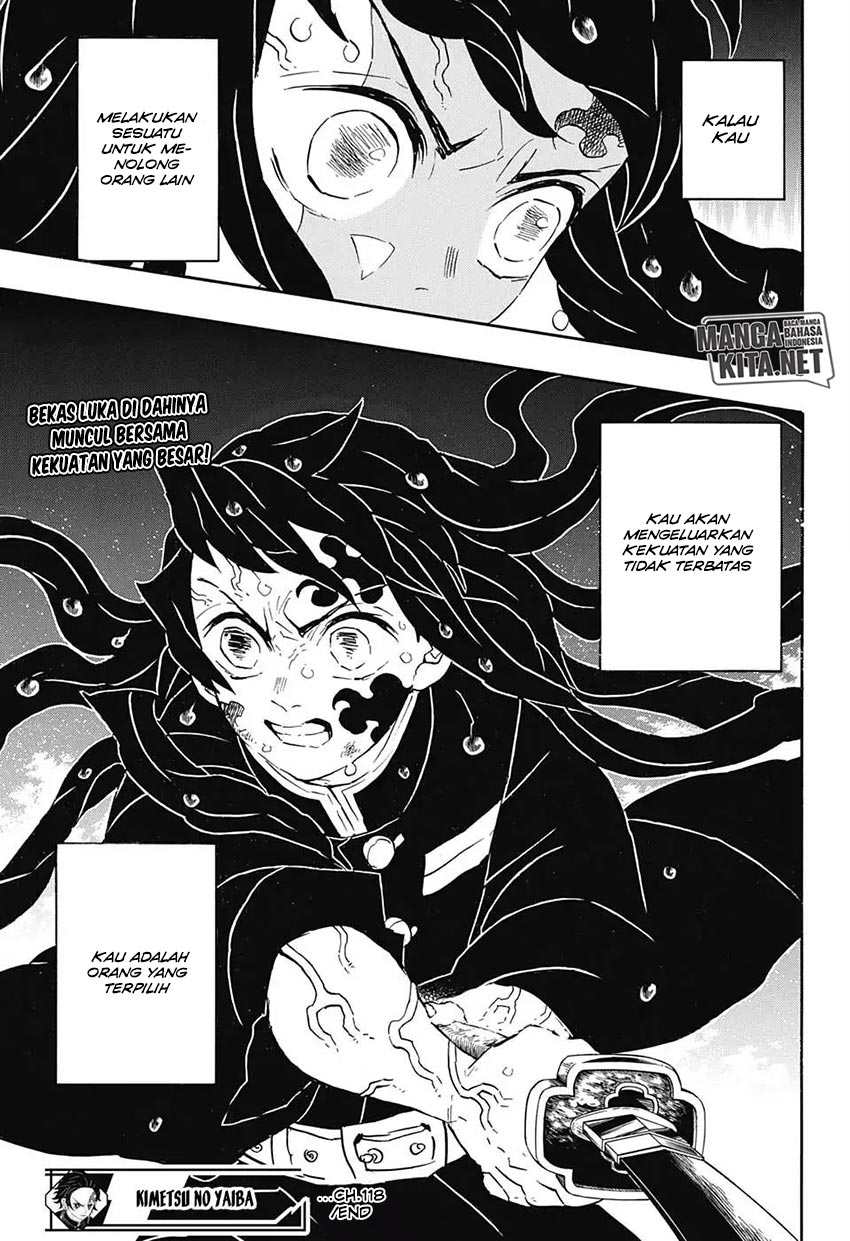 KALAU
KAU
MELAKUKAN
SESUATU
UNTUK ME-
NOLONG
ORANG LAIN
MANGA
KITA.NET
BACA MANGA
BAHASA
INDONESIA
BEKAS LUKA DI DAHINYA
MUNCUL BERSAMA
KEKUATAN YANG BESAR!
KAU AKAN
MENGELUARKAN
KEKUATAN YANG
TIDAK TERBATAS
KAU ADALAH
ORANG YANG
TERPILIH
KIMETSU NO YAIBA
...CH.118
/END